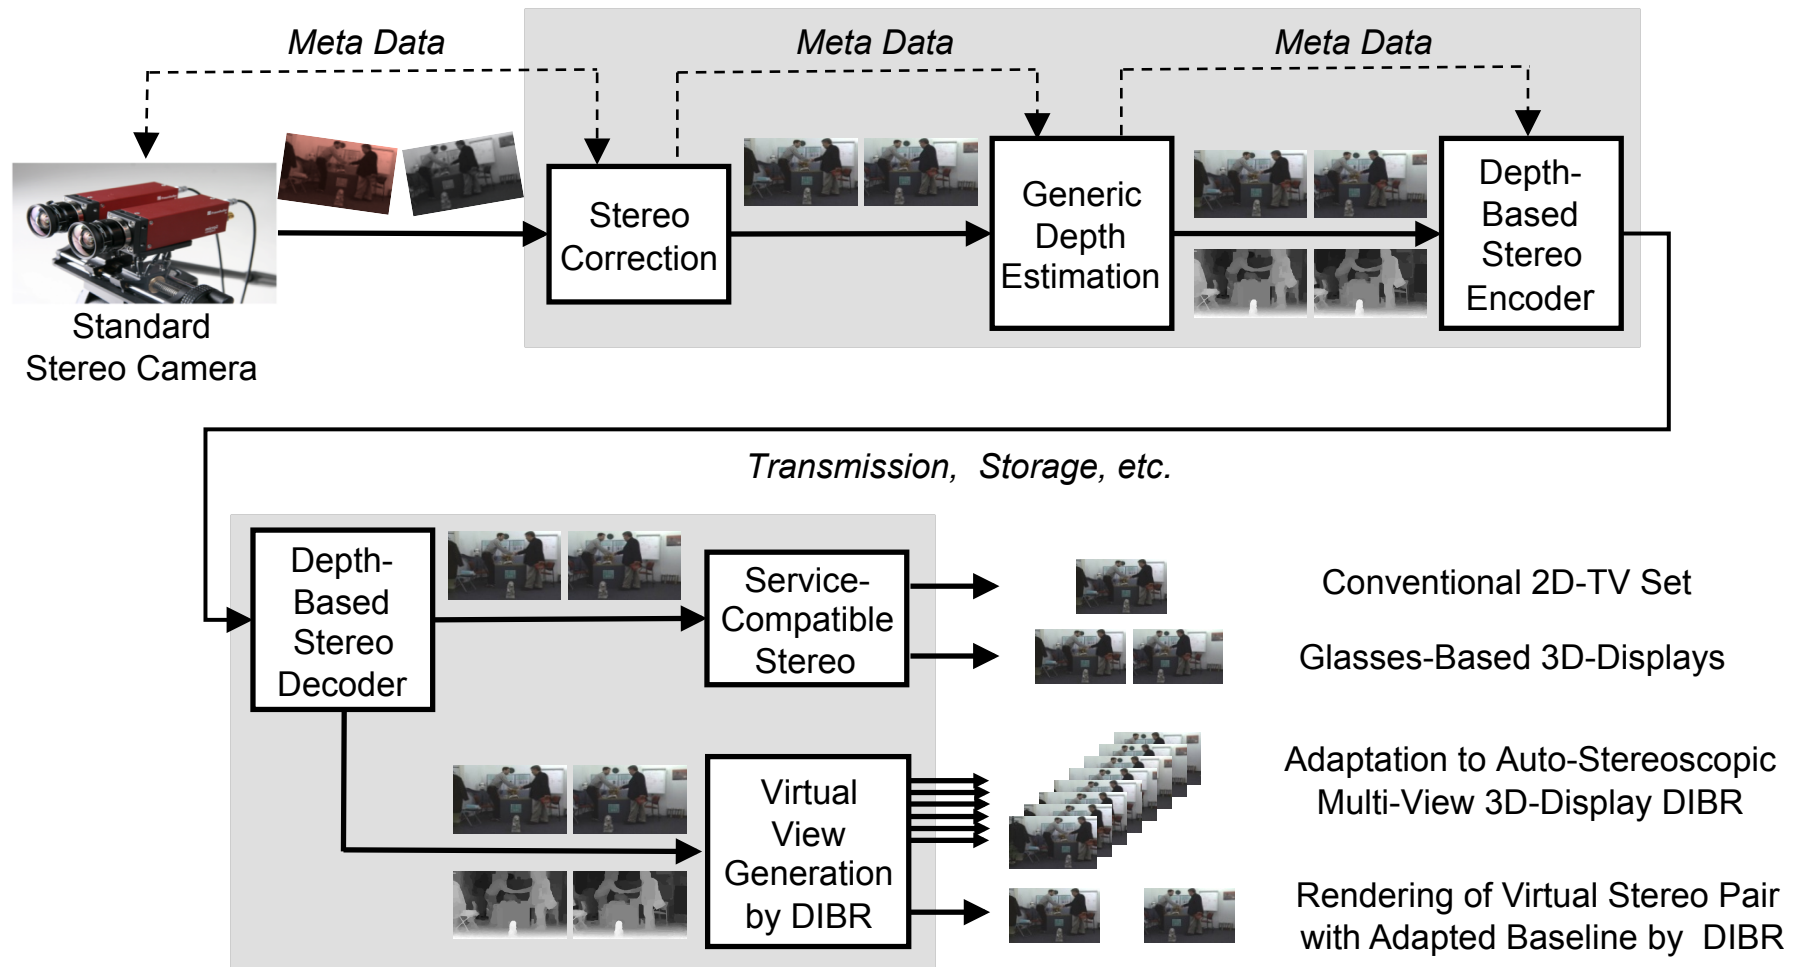 Meta Data
Meta Data
Meta Data
Standard
Stereo Camera
Stereo
Correction
Generic
Depth
Estimation
Depth-
Based
Stereo
Encoder
Transmission, Storage, etc.
Depth-
Based
Stereo
Decoder
Service-
Compatible
Stereo
Conventional 2D-TV Set
Glasses-Based 3D-Displays
Virtual
View
Generation
by DIBR
Adaptation to Auto-Stereoscopic
Multi-View 3D-Display DIBR
Rendering of Virtual Stereo Pair
with Adapted Baseline by DIBR